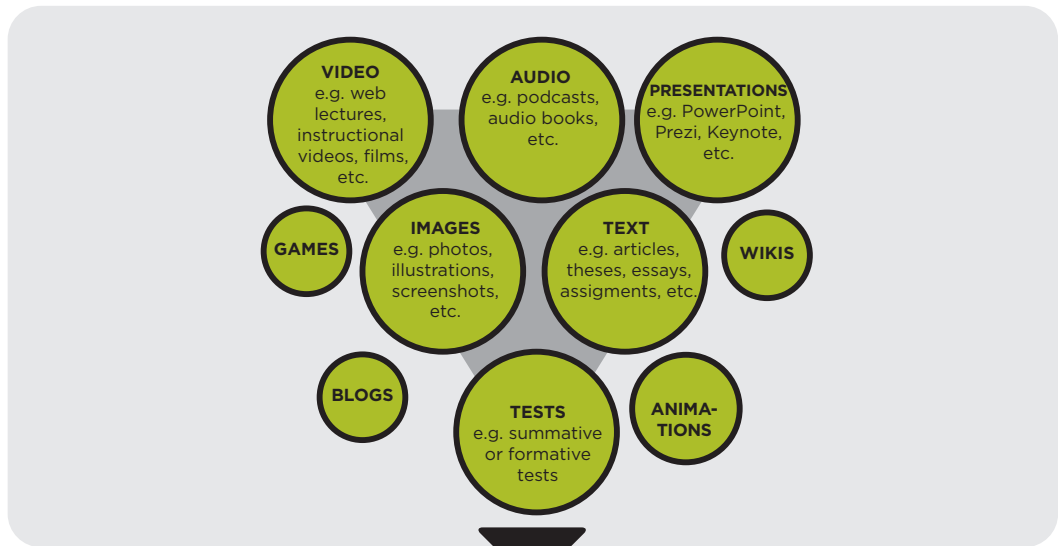 VIDEO
e.g. web
lectures,
instructional
videos, films,
etc.
AUDIO
e.g. podcasts,
audio books,
etc.
PRESENTATIONS
e.g. PowerPoint,
Prezi, Keynote,
etc.
GAMES
IMAGES
e.g. photos,
illustrations,
screenshots,
etc.
TEXT
e.g. articles,
theses, essays,
assigments, etc.
WIKIS
BLOGS
TESTS
e.g. summative
or formative
tests
ANIMA-
TIONS